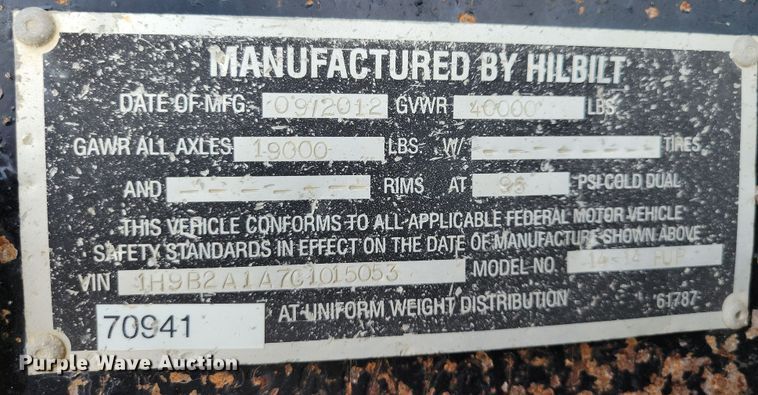 MANUFACTURED BY HILBILT
DATE OF MFG. 09/2012 GVWR 40000 LBS.
GAWR ALL AXLES 19000 LBS. W/ - - - - - - - - TIRES
AND - - - - - - - RIMS AT 95 PSI COLD DUAL
THIS VEHICLE CONFORMS TO ALL APPLICABLE FEDERAL MOTOR VEHICLE
SAFETY STANDARDS IN EFFECT ON THE DATE OF MANUFACTURE SHOWN ABOVE
VIN 1H9B2A1A7C1015053 MODEL NO. 14-14
70941 AT UNIFORM WEIGHT DISTRIBUTION 61787
Purple Wave Auction